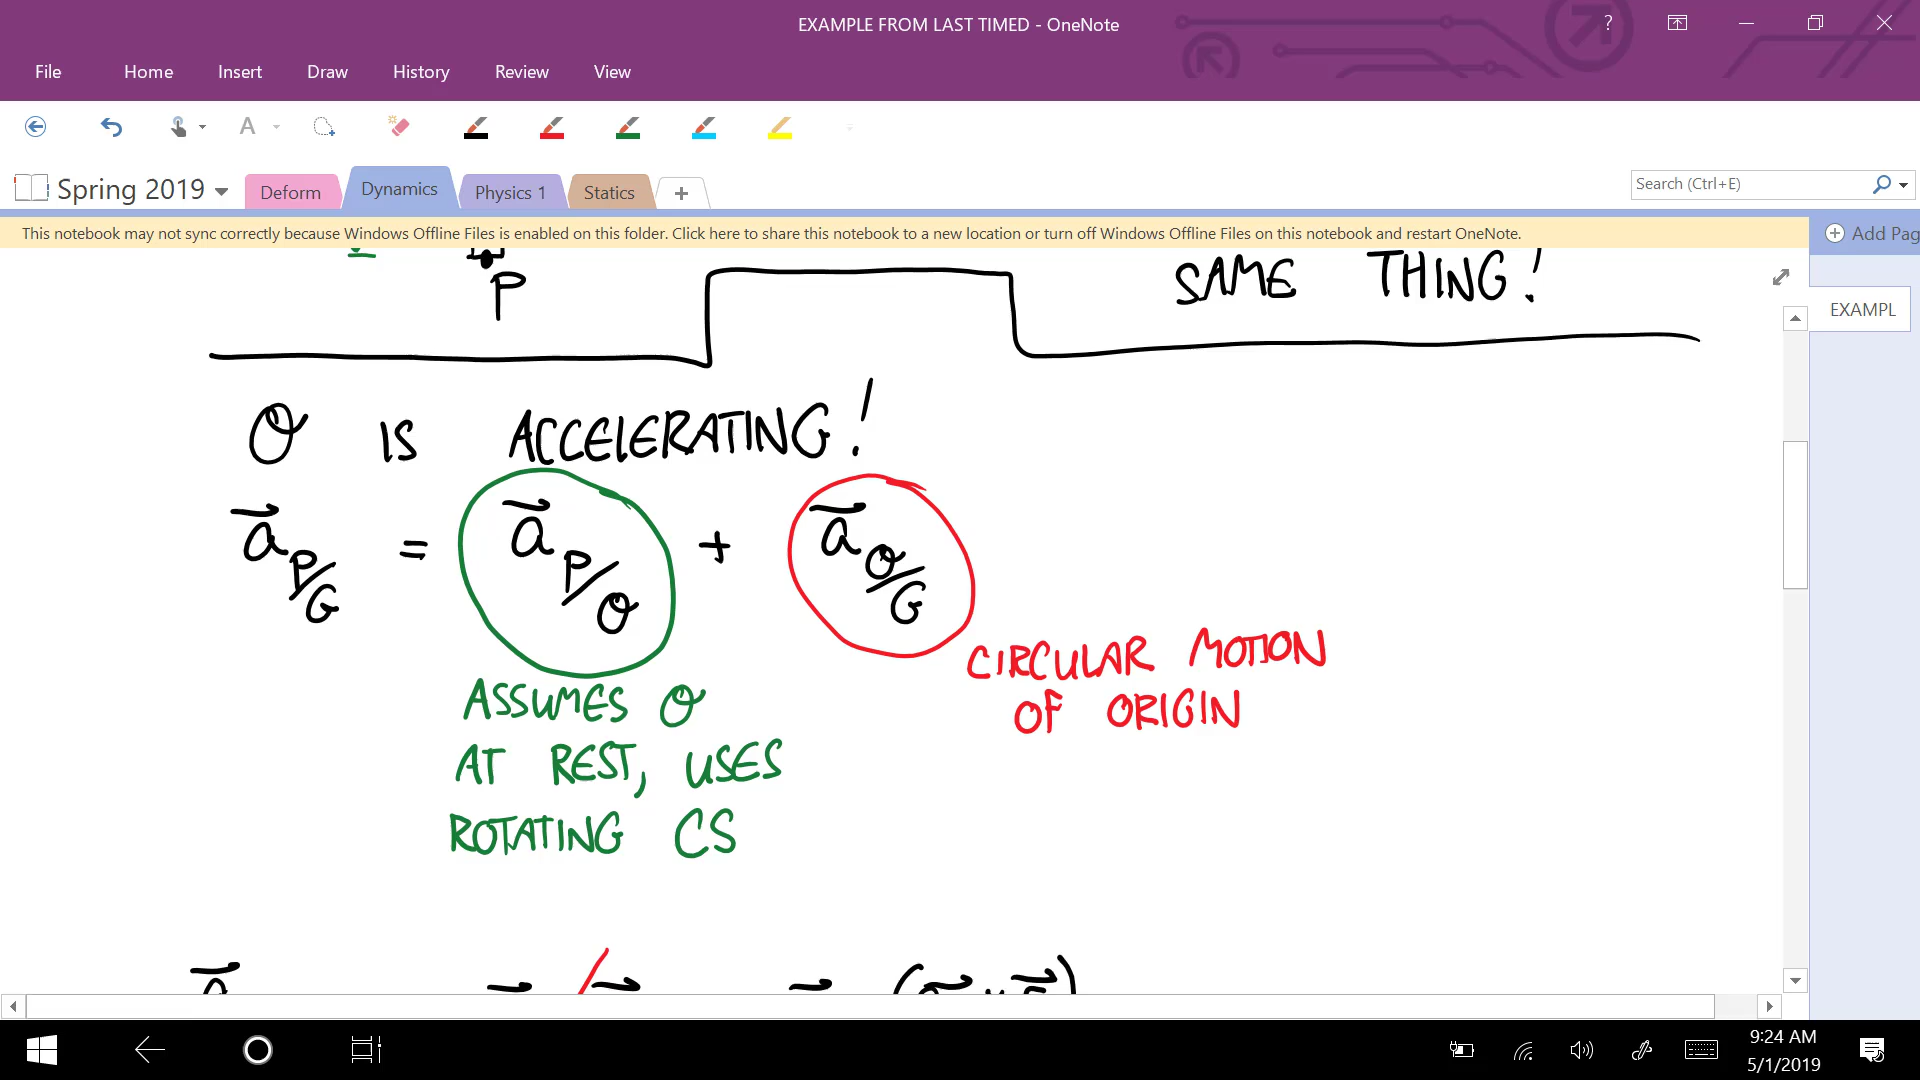 EXAMPLE FROM LAST TIMED - OneNote
?
File Home Insert Draw History Review View
A
Spring 2019 Deform Dynamics Physics 1 Statics +
Search (Ctrl+E)
This notebook may not sync correctly because Windows Offline Files is enabled on this folder. Click here to share this notebook to a new location or turn off Windows Offline Files on this notebook and restart OneNote.
Add Pag
EXAMPL
P
SAME THING!
O IS ACCELERATING!
a⃗ P/G = a⃗ P/O + a⃗ O/G
CIRCULAR MOTION
OF ORIGIN
ASSUMES O
AT REST, USES
ROTATING CS
9:24 AM
5/1/2019